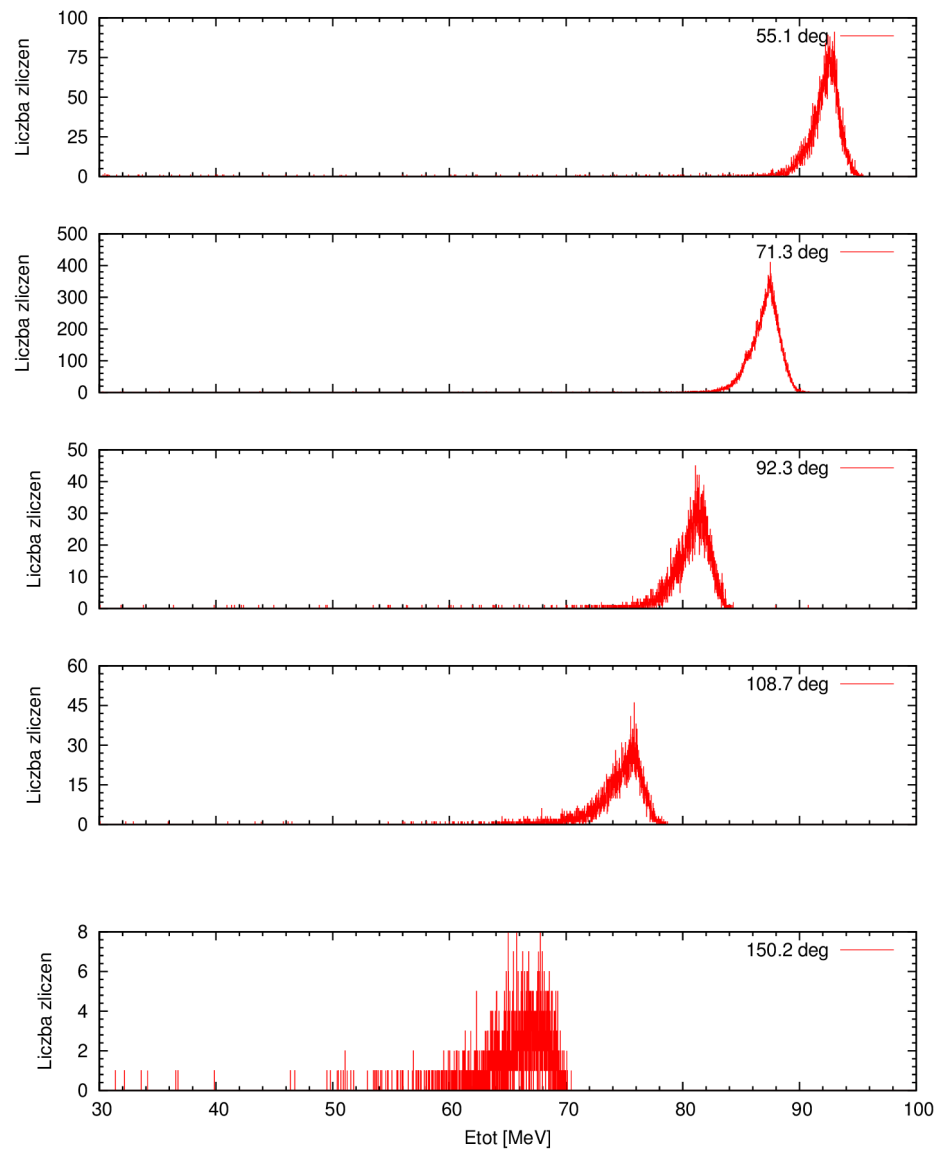 100
75
50
25
0
Liczba zliczen
55.1 deg
500
400
300
200
100
0
Liczba zliczen
71.3 deg
50
40
30
20
10
0
Liczba zliczen
92.3 deg
60
45
30
15
0
Liczba zliczen
108.7 deg
8
6
4
2
0
Liczba zliczen
150.2 deg
30 40 50 60 70 80 90 100
Etot [MeV]